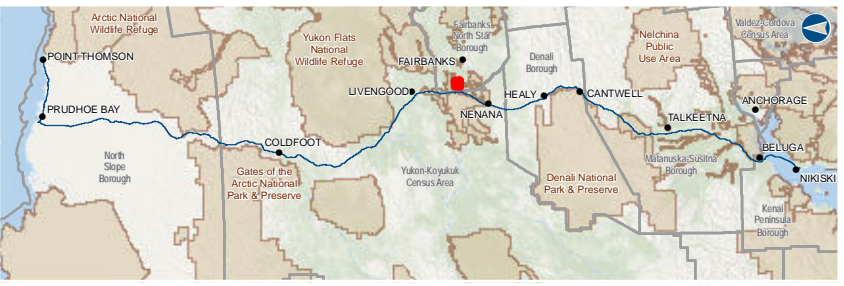 Arctic National
Wildlife Refuge
POINT THOMSON
PRUDHOE BAY
North
Slope
Borough
COLDFOOT
Gates of the
Arctic National
Park & Preserve
Yukon Flats
National
Wildlife Refuge
LIVENGOOD
Yukon-Koyukuk
Census Area
Fairbanks
North Star
Borough
FAIRBANKS
NENANA
Denali
Borough
HEALY
CANTWELL
Denali National
Park & Preserve
Nelchina
Public
Use Area
TALKEETNA
Matanuska-Susitna
Borough
Valdez-Cordova
Census Area
ANCHORAGE
BELUGA
NIKISKI
Kenai
Peninsula
Borough